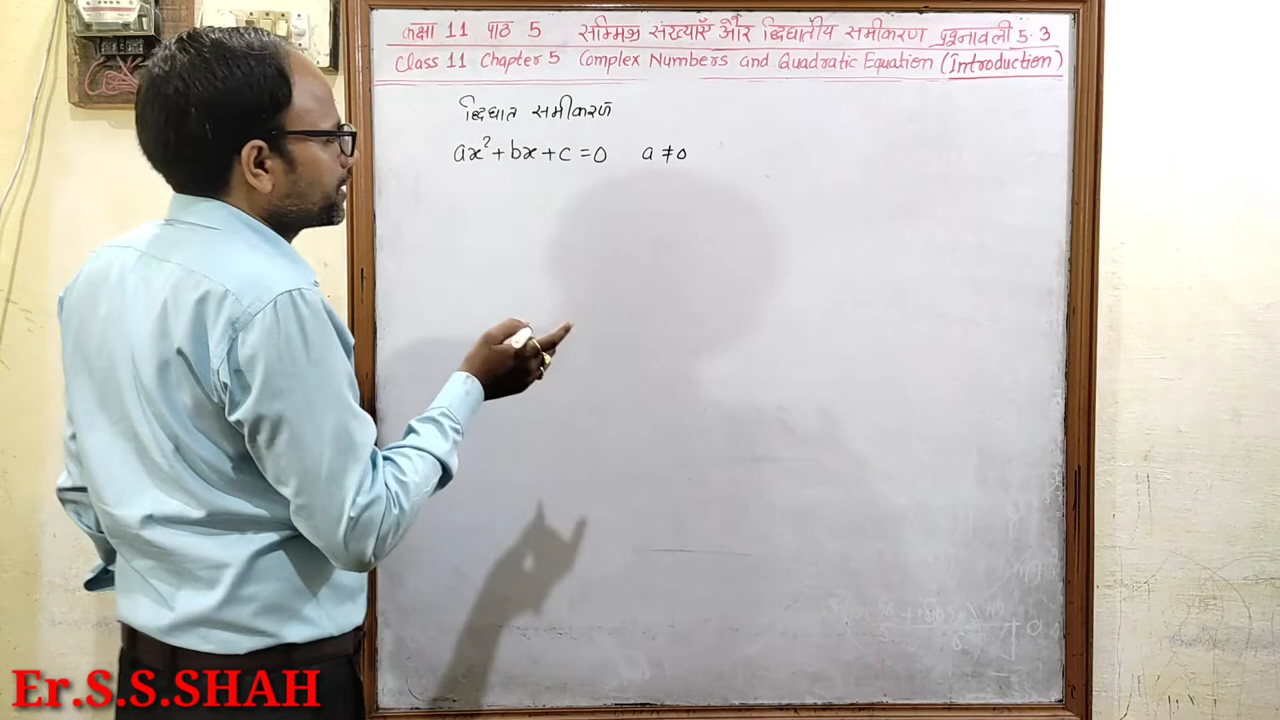 कक्षा 11 पाठ 5 सम्मिश्र संख्याएँ और द्विघातीय समीकरण प्रश्नावली 5.3
Class 11 Chapter 5 Complex Numbers and Quadratic Equation (Introduction)
द्विघात समीकरण
ax²+bx+c=0 a≠0
Er.S.S.SHAH